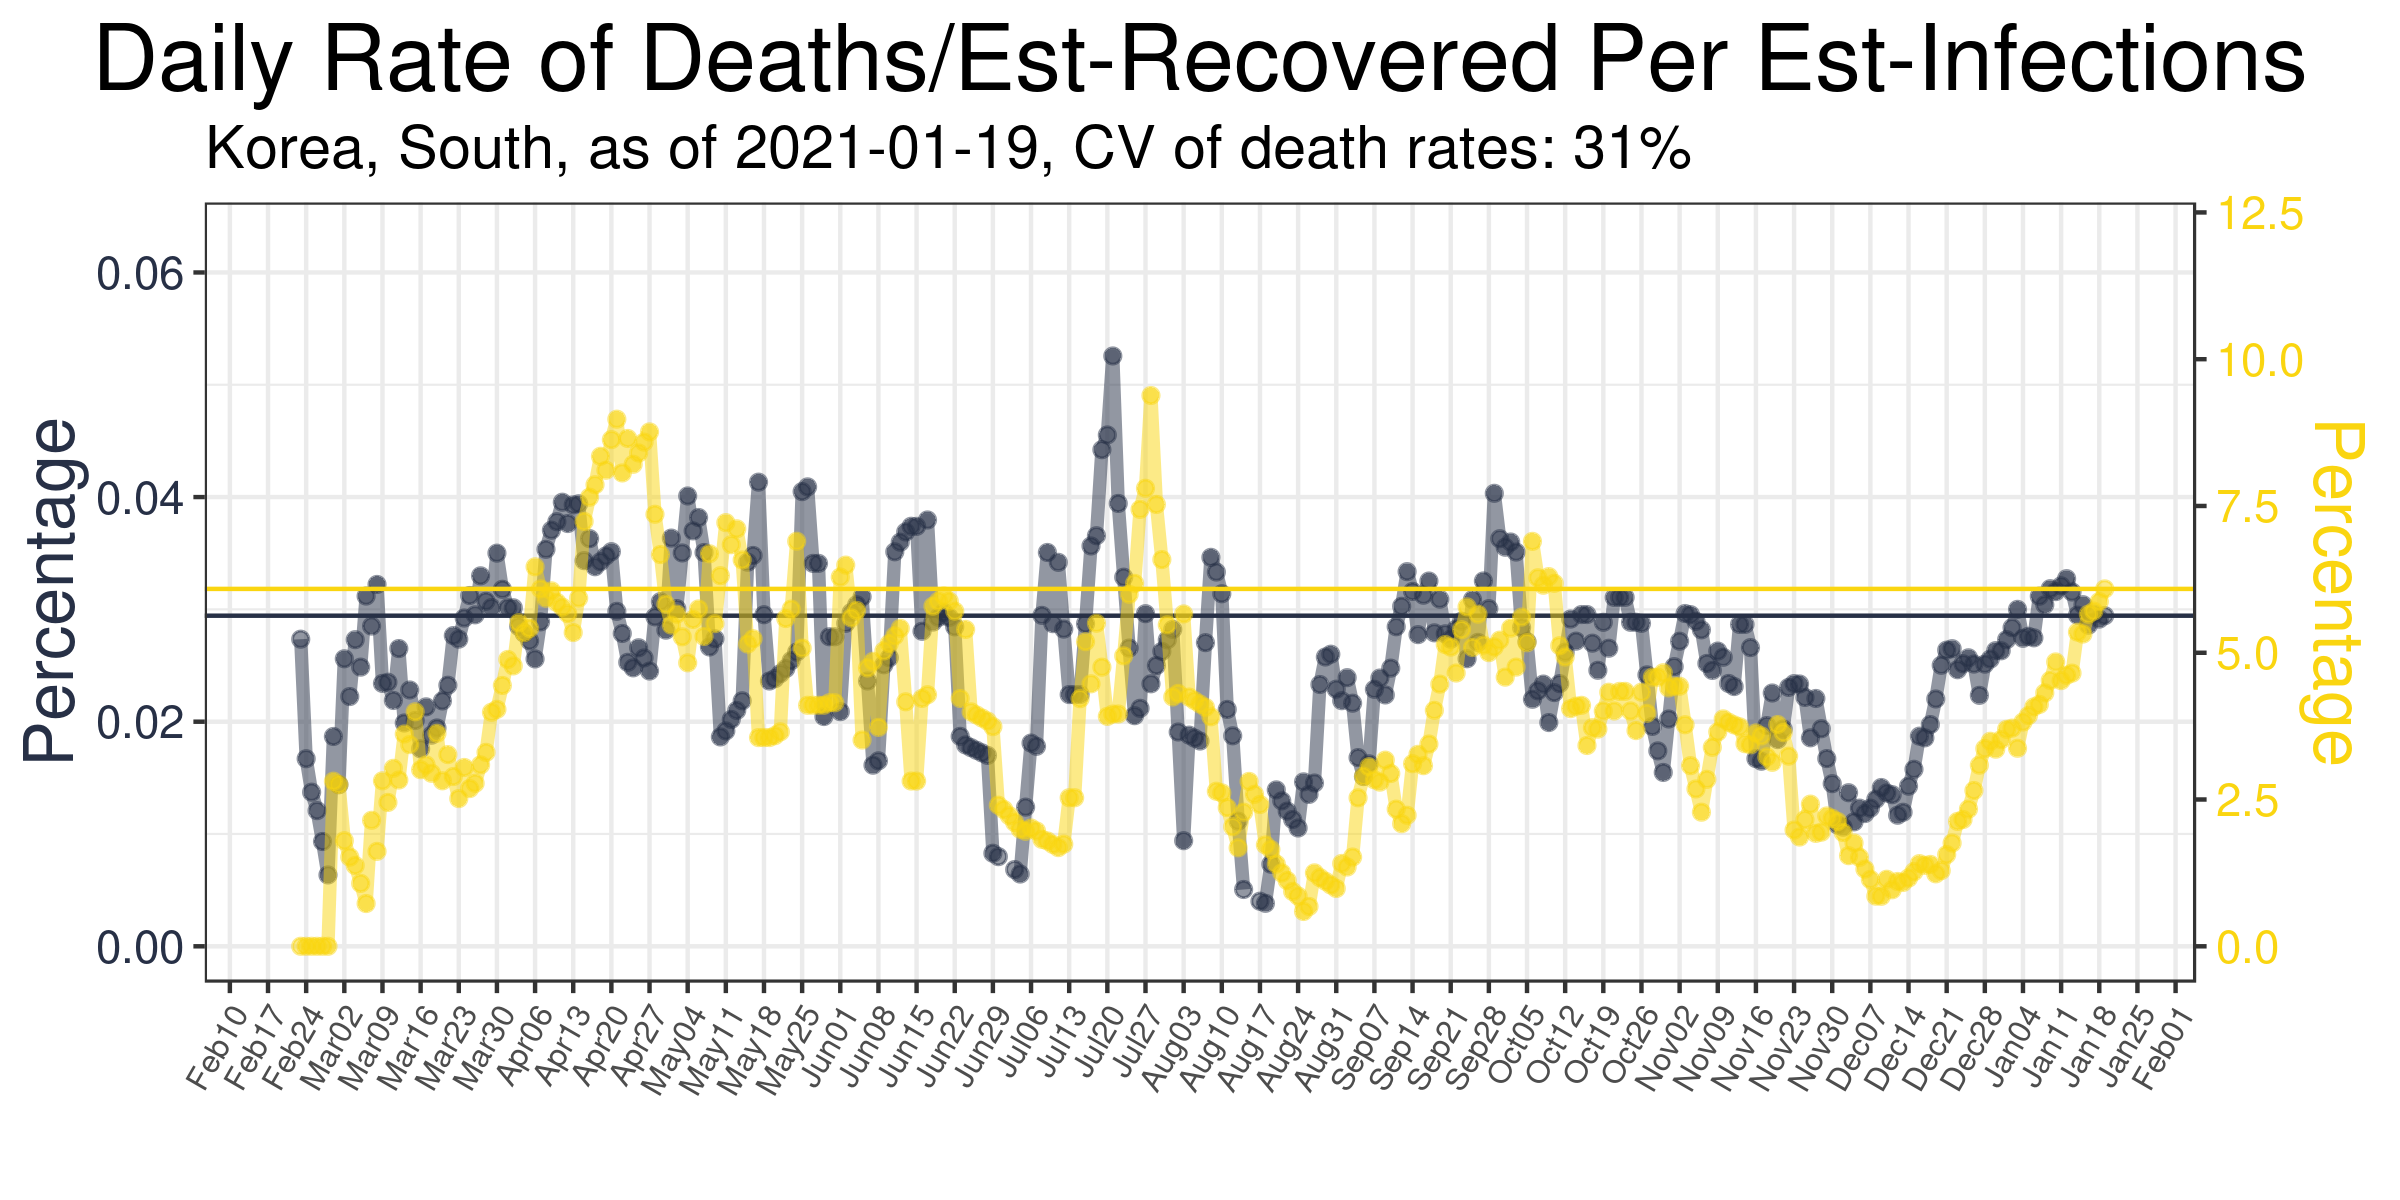 Daily Rate of Deaths/Est-Recovered Per Est-Infections
Korea, South, as of 2021-01-19, CV of death rates: 31%
Percentage
0.06
0.04
0.02
0.00
12.5
10.0
7.5
5.0
2.5
0.0
Percentage
Feb10
Feb17
Feb24
Mar02
Mar09
Mar16
Mar23
Mar30
Apr06
Apr13
Apr20
Apr27
May04
May11
May18
May25
Jun01
Jun08
Jun15
Jun22
Jun29
Jul06
Jul13
Jul20
Jul27
Aug03
Aug10
Aug17
Aug24
Aug31
Sep07
Sep14
Sep21
Sep28
Oct05
Oct12
Oct19
Oct26
Nov02
Nov09
Nov16
Nov23
Nov30
Dec07
Dec14
Dec21
Dec28
Jan04
Jan11
Jan18
Jan25
Feb01